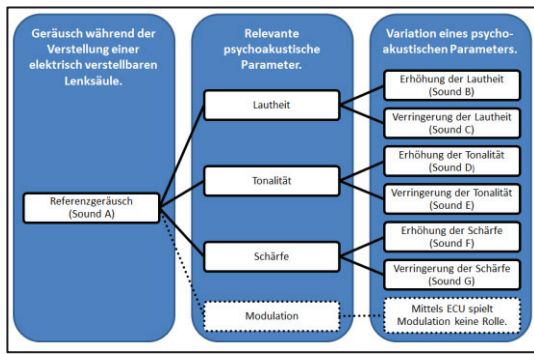 Geräusch während der
Verstellung einer
elektrisch verstellbaren
Lenksäule.
Referenzgeräusch
(Sound A)
Relevante
psychoakustische
Parameter.
Lautheit
Tonalität
Schärfe
Modulation
Variation eines psycho-
akustischen Parameters.
Erhöhung der Lautheit
(Sound B)
Verringerung der Lautheit
(Sound C)
Erhöhung der Tonalität
(Sound D)
Verringerung der Tonalität
(Sound E)
Erhöhung der Schärfe
(Sound F)
Verringerung der Schärfe
(Sound G)
Mittels ECU spielt
Modulation keine Rolle.